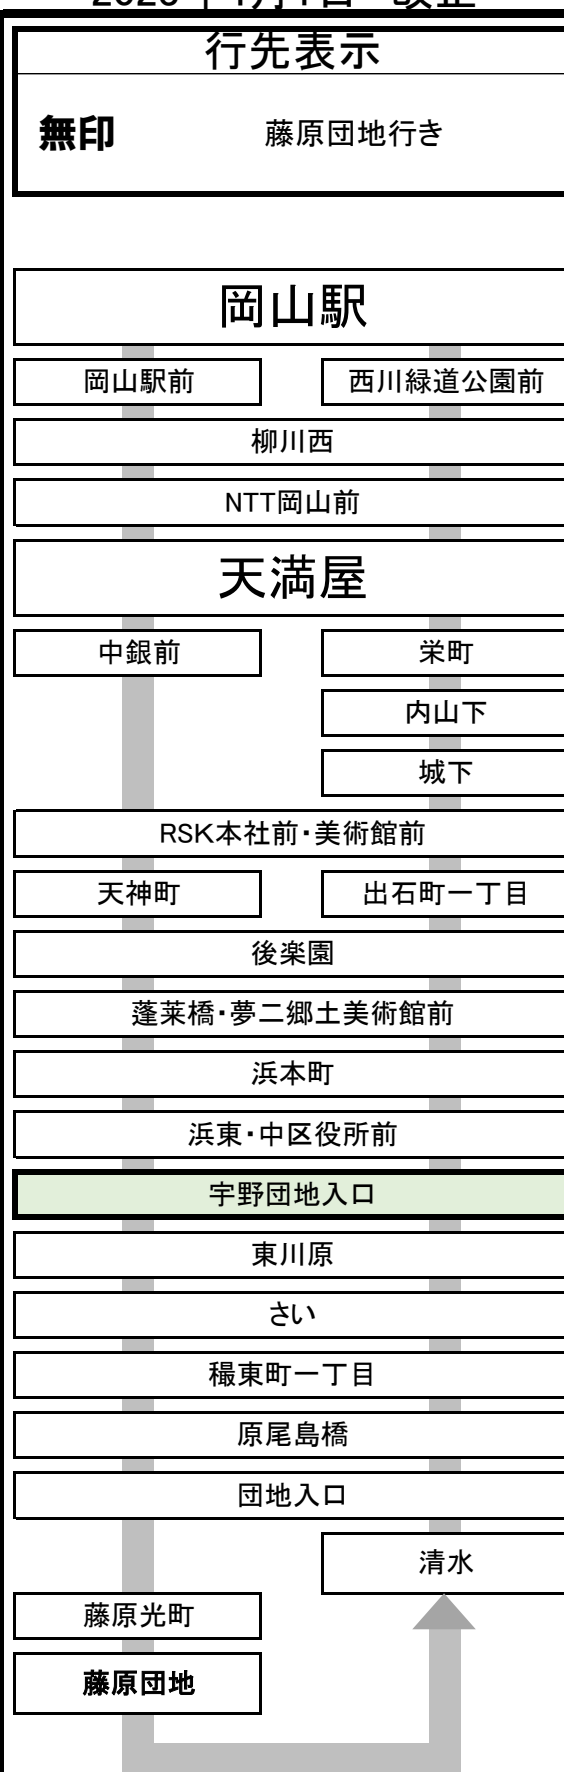 行先表示
無印 藤原団地行き
岡山駅
岡山駅前 西川緑道公園前
柳川西
NTT岡山前
天満屋
中銀前 栄町
内山下
城下
RSK本社前・美術館前
天神町 出石町一丁目
後楽園
蓬莱橋・夢二郷土美術館前
浜本町
浜東・中区役所前
宇野団地入口
東川原
さい
穝東町一丁目
原尾島橋
団地入口
清水
藤原光町
藤原団地